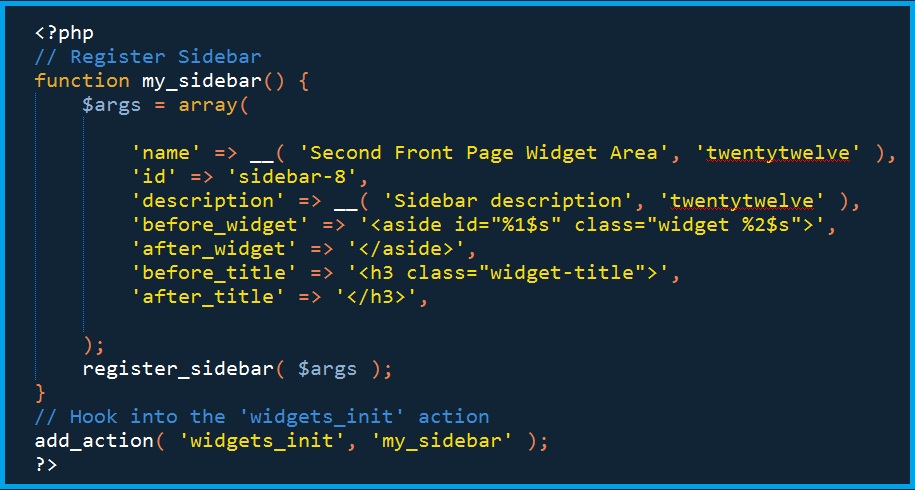 <?php
// Register Sidebar
function my_sidebar() {
$args = array(
'name' => __( 'Second Front Page Widget Area', 'twentytwelve' ),
'id' => 'sidebar-8',
'description' => __( 'Sidebar description', 'twentytwelve' ),
'before_widget' => '<aside id="%1$s" class="widget %2$s">',
'after_widget' => '</aside>',
'before_title' => '<h3 class="widget-title">',
'after_title' => '</h3>',
);
register_sidebar( $args );
}
// Hook into the 'widgets_init' action
add_action( 'widgets_init', 'my_sidebar' );
?>